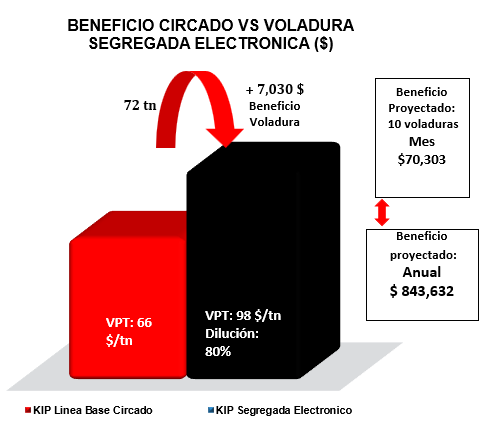 BENEFICIO CIRCADO VS VOLADURA
SEGREGADA ELECTRONICA ($)
72 tn
+ 7,030 $
Beneficio
Voladura
Beneficio
Proyectado:
10 voladuras
Mes
$70,303
Beneficio
proyectado:
Anual
$ 843,632
VPT: 66
$/tn
VPT: 98 $/tn
Dilución:
80%
KIP Linea Base Circado
KIP Segregada Electronico